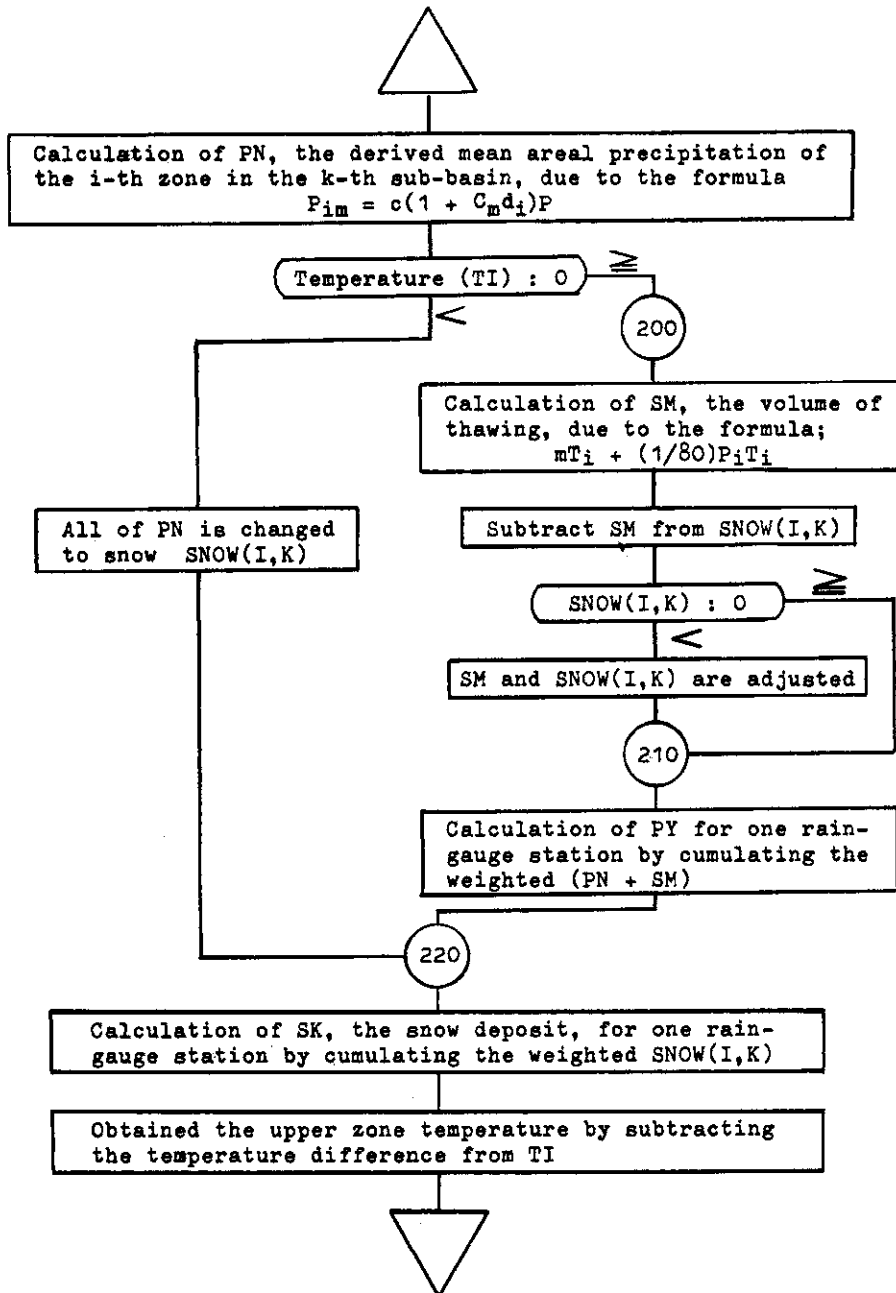 Calculation of PN, the derived mean areal precipitation of
the i-th zone in the k-th sub-basin, due to the formula
P_im = c(1 + C_m d_i)P
Temperature (TI) : 0
≧
<
200
Calculation of SM, the volume of
thawing, due to the formula;
mT_i + (1/80)P_iT_i
All of PN is changed
to snow SNOW(I,K)
Subtract SM from SNOW(I,K)
SNOW(I,K) : 0
≧
<
SM and SNOW(I,K) are adjusted
210
Calculation of PY for one rain-
gauge station by cumulating the
weighted (PN + SM)
220
Calculation of SK, the snow deposit, for one rain-
gauge station by cumulating the weighted SNOW(I,K)
Obtained the upper zone temperature by subtracting
the temperature difference from TI